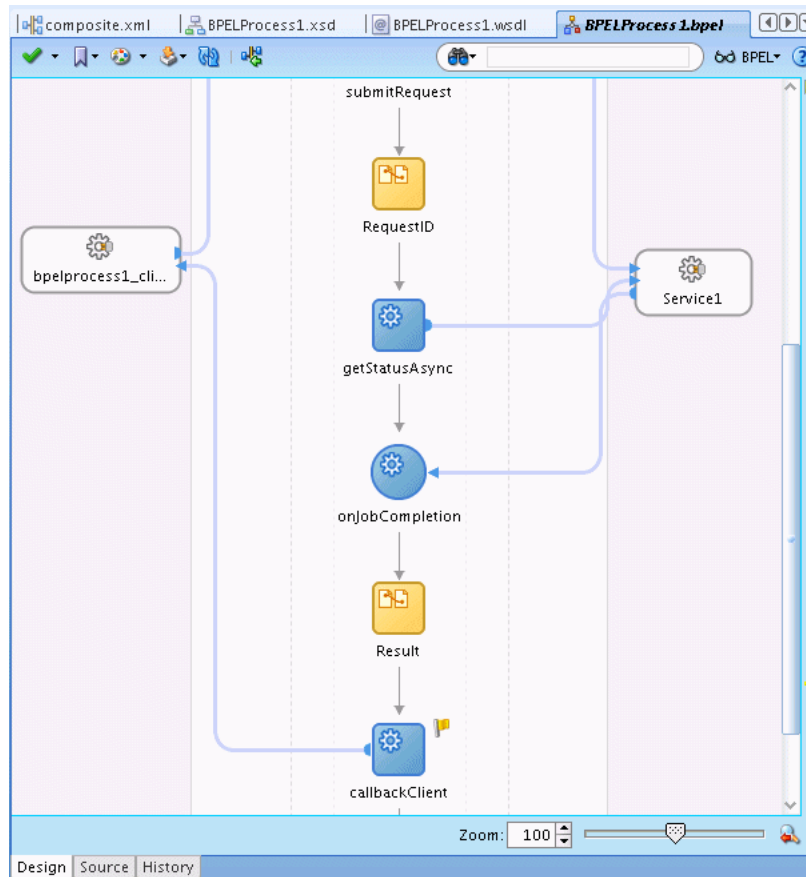 composite.xml BPELProcess1.xsd BPELProcess1.wsdl BPELProcess1.bpel
BPEL
submitRequest
RequestID
bpelprocess1_cli...
Service1
getStatusAsync
onJobCompletion
Result
callbackClient
Zoom: 100
Design Source History